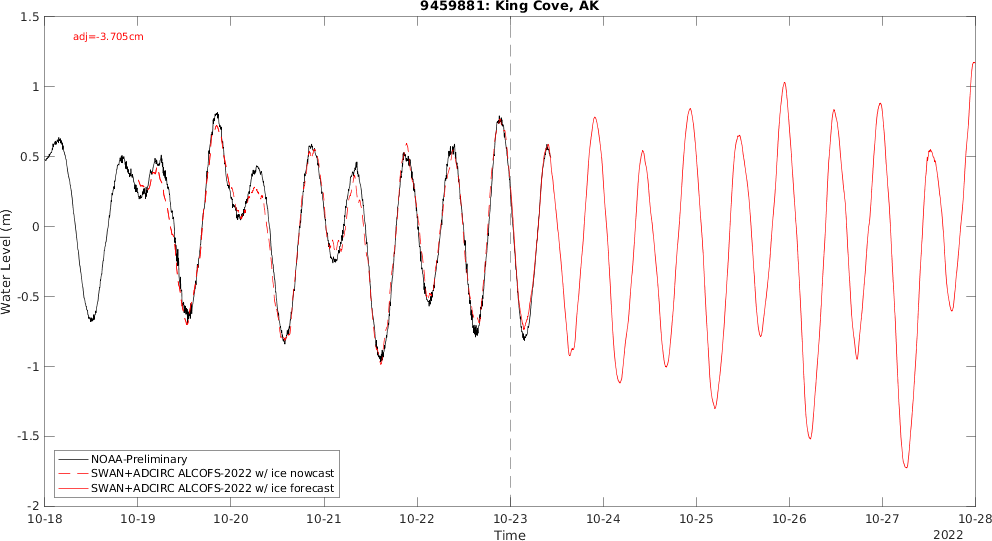 9459881: King Cove, AK
adj=-3.705cm
Water Level (m)
1.5
1
0.5
0
-0.5
-1
-1.5
-2
NOAA-Preliminary
SWAN+ADCIRC ALCOFS-2022 w/ ice nowcast
SWAN+ADCIRC ALCOFS-2022 w/ ice forecast
10-18 10-19 10-20 10-21 10-22 10-23 10-24 10-25 10-26 10-27 10-28
Time
2022